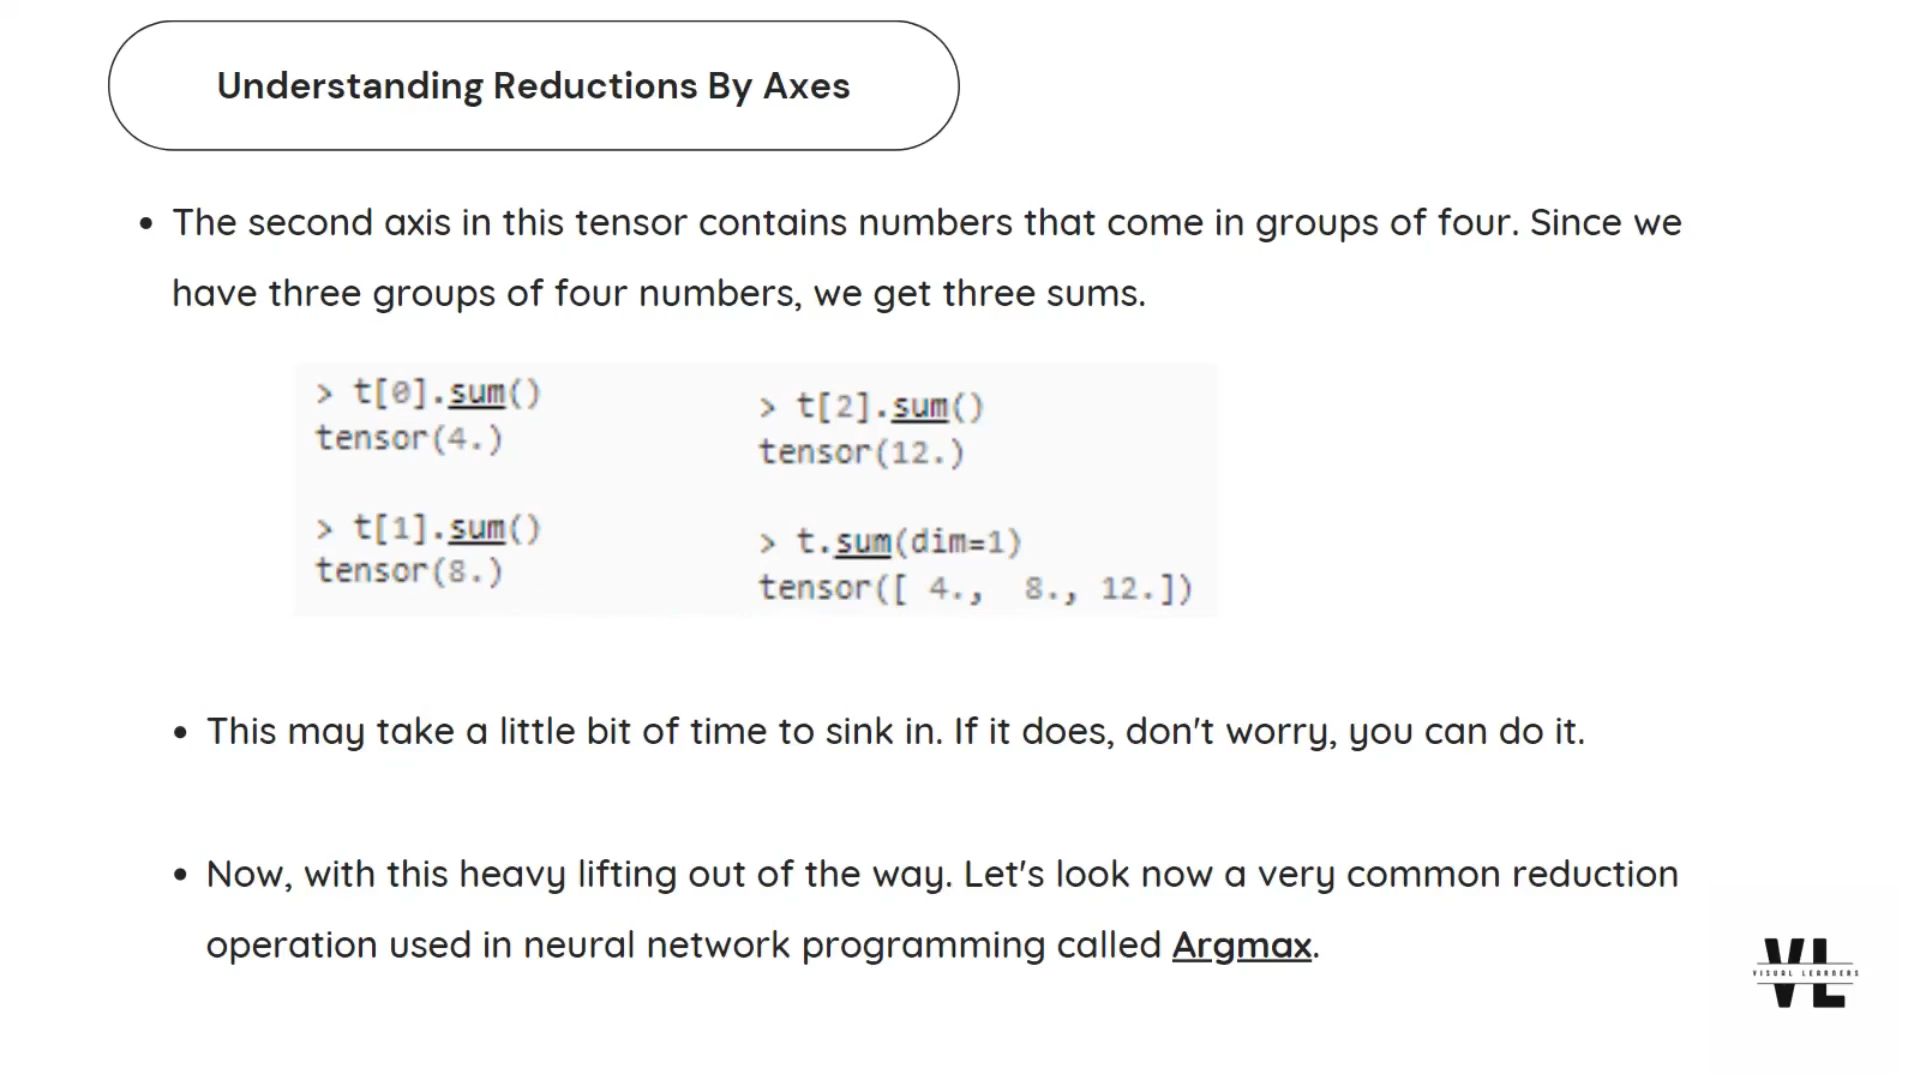 Understanding Reductions By Axes
• The second axis in this tensor contains numbers that come in groups of four. Since we
have three groups of four numbers, we get three sums.
> t[0].sum()
tensor(4.)
> t[1].sum()
tensor(8.)
> t[2].sum()
tensor(12.)
> t.sum(dim=1)
tensor([ 4.,  8., 12.])
• This may take a little bit of time to sink in. If it does, don't worry, you can do it.
• Now, with this heavy lifting out of the way. Let's look now a very common reduction
operation used in neural network programming called Argmax.
VL
VISUAL LEARNERS